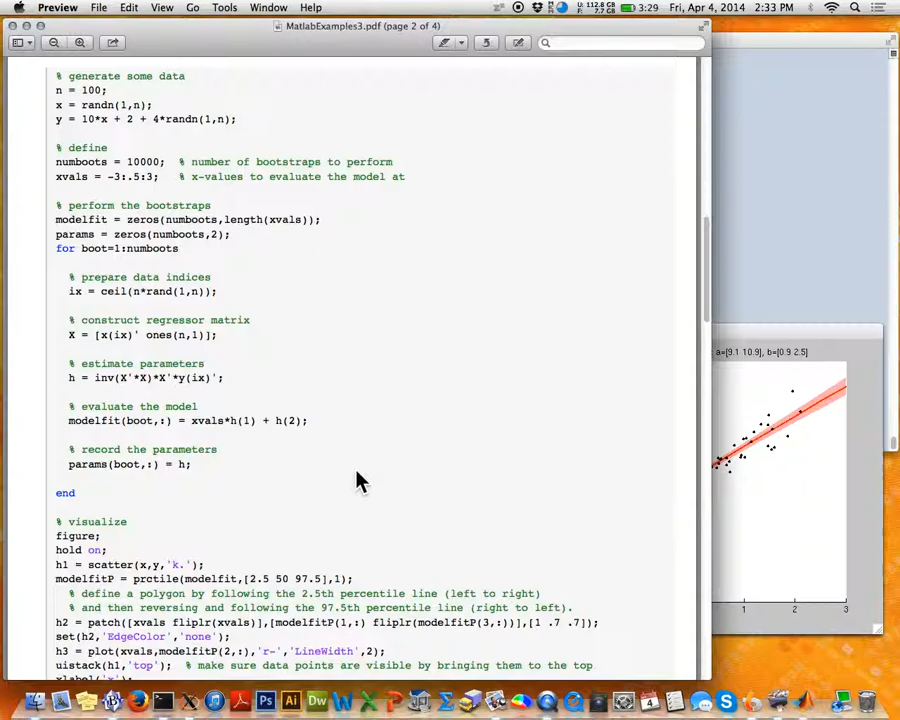 Preview File Edit View Go Tools Window Help
U: 112.8 GB
F: 7.7 GB
3:29 Fri, Apr 4, 2014 2:33 PM
MatlabExamples3.pdf (page 2 of 4)
% generate some data
n = 100;
x = randn(1,n);
y = 10*x + 2 + 4*randn(1,n);
% define
numboots = 10000; % number of bootstraps to perform
xvals = -3:.5:3; % x-values to evaluate the model at
% perform the bootstraps
modelfit = zeros(numboots,length(xvals));
params = zeros(numboots,2);
for boot=1:numboots
% prepare data indices
ix = ceil(n*rand(1,n));
% construct regressor matrix
X = [x(ix)' ones(n,1)];
% estimate parameters
h = inv(X'*X)*X'*y(ix)';
% evaluate the model
modelfit(boot,:) = xvals*h(1) + h(2);
% record the parameters
params(boot,:) = h;
end
% visualize
figure;
hold on;
h1 = scatter(x,y,'k.');
modelfitP = prctile(modelfit,[2.5 50 97.5],1);
% define a polygon by following the 2.5th percentile line (left to right)
% and then reversing and following the 97.5th percentile line (right to left).
h2 = patch([xvals fliplr(xvals)],[modelfitP(1,:) fliplr(modelfitP(3,:))],[1 .7 .7]);
set(h2,'EdgeColor','none');
h3 = plot(xvals,modelfitP(2,:),'r-','LineWidth',2);
uistack(h1,'top'); % make sure data points are visible by bringing them to the top
xlabel('x');
a=[9.1 10.9], b=[0.9 2.5]
1 2 3